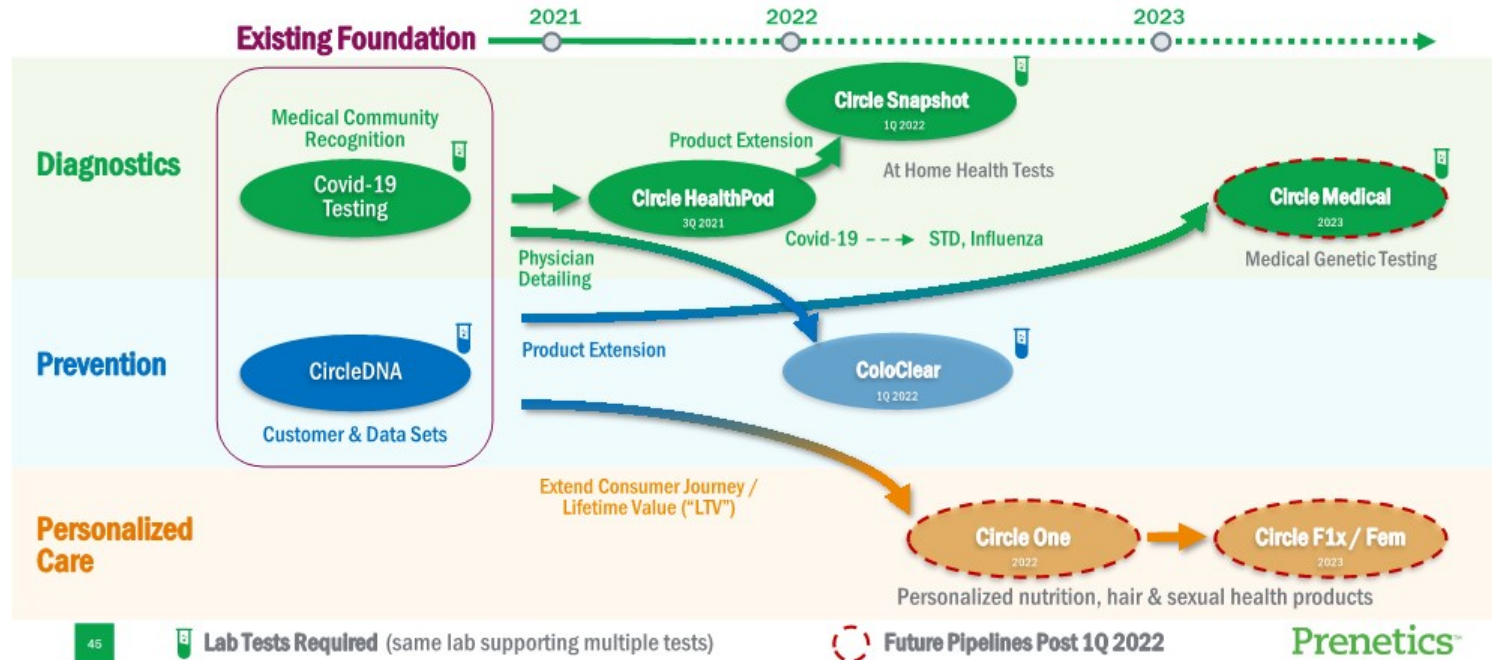 2021
2022
2023
Existing Foundation
Diagnostics
Medical Community
Recognition
Covid-19
Testing
Circle HealthPod
3Q 2021
Product Extension
Circle Snapshot
1Q 2022
At Home Health Tests
Covid-19
STD, Influenza
Circle Medical
2023
Medical Genetic Testing
Physician
Detailing
Prevention
CircleDNA
Customer & Data Sets
Product Extension
ColoClear
1Q 2022
Personalized
Care
Extend Consumer Journey /
Lifetime Value (“LTV”)
Circle One
2022
Circle F1x / Fem
2023
Personalized nutrition, hair & sexual health products
45
Lab Tests Required (same lab supporting multiple tests)
Future Pipelines Post 1Q 2022
Prenetics